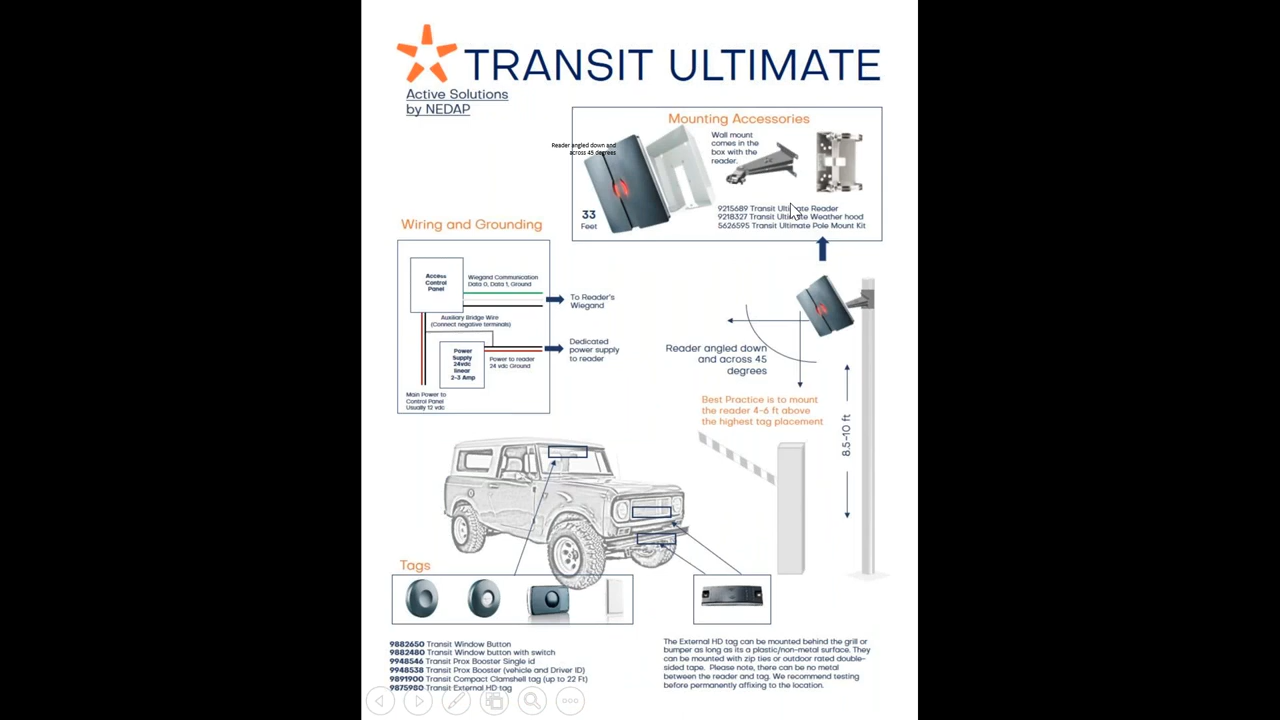 TRANSIT ULTIMATE
Active Solutions
by NEDAP
Mounting Accessories
Reader angled down and
across 45 degrees
Wall mount
comes in the
box with the
reader.
33
Feet
9215689 Transit Ultimate Reader
9218327 Transit Ultimate Weather hood
5626595 Transit Ultimate Pole Mount Kit
Wiring and Grounding
Access
Control
Panel
Wiegand Communication
Data 0, Data 1, Ground
To Reader's
Wiegand
Auxiliary Bridge Wire
(Connect negative terminals)
Power
Supply
24vdc
linear
2-3 Amp
Power to reader
24 vdc Ground
Dedicated
power supply
to reader
Main Power to
Control Panel
Usually 12 vdc
Reader angled down
and across 45
degrees
Best Practice is to mount
the reader 4-6 ft above
the highest tag placement
8.5-10 ft
Tags
9882650 Transit Window Button
9882480 Transit Window button with switch
9948546 Transit Prox Booster Single id
9948538 Transit Prox Booster (vehicle and Driver ID)
9891900 Transit Compact Clamshell tag (up to 22 Ft)
9875980 Transit External HD tag
The External HD tag can be mounted behind the grill or
bumper as long as its a plastic/non-metal surface. They
can be mounted with zip ties or outdoor rated double-
sided tape. Please note, there can be no metal
between the reader and tag. We recommend testing
before permanently affixing to the location.